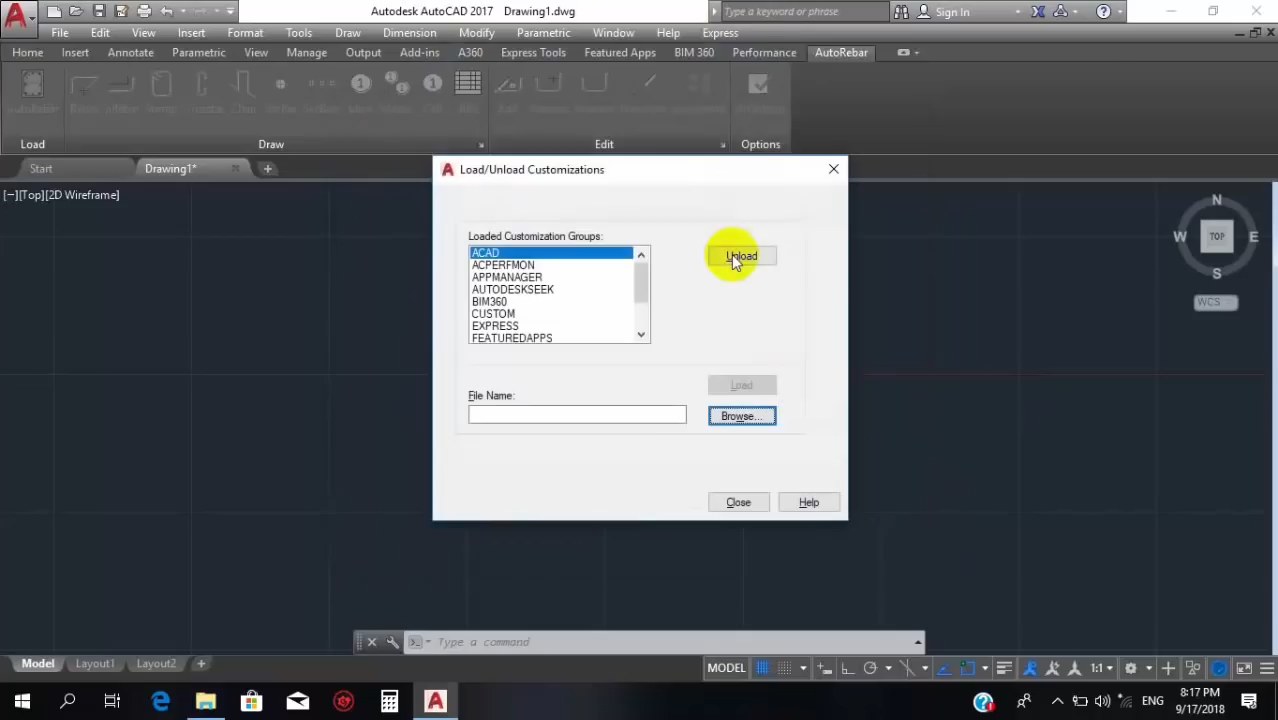 Autodesk AutoCAD 2017 Drawing1.dwg
Type a keyword or phrase
Sign In
File Edit View Insert Format Tools Draw Dimension Modify Parametric Window Help Express
Home Insert Annotate Parametric View Manage Output Add-ins A360 Express Tools Featured Apps BIM 360 Performance AutoRebar
Load Draw Edit Options
Start Drawing1*
[−][Top][2D Wireframe]
Load/Unload Customizations
Loaded Customization Groups:
ACAD
ACPERFMON
APPMANAGER
AUTODESKSEEK
BIM360
CUSTOM
EXPRESS
FEATUREDAPPS
Unload
File Name:
Load
Browse...
Close Help
N
W TOP E
S
WCS
Type a command
Model Layout1 Layout2
MODEL 1:1
ENG
8:17 PM
9/17/2018